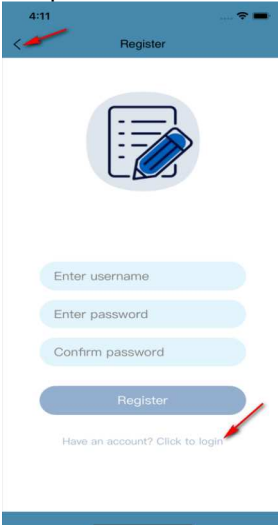 4:11
Register
Enter username
Enter password
Confirm password
Register
Have an account? Click to login